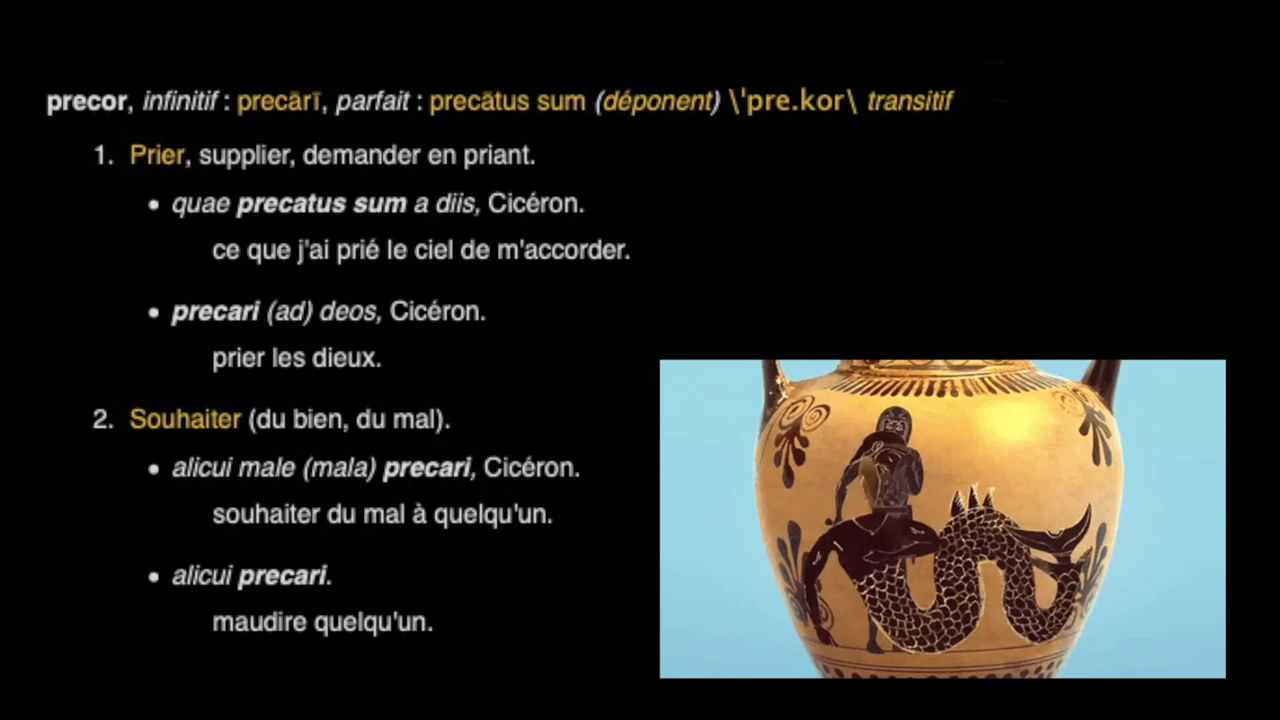 precor, infinitif : precārī, parfait : precātus sum (déponent) \ˈpre.kor\ transitif
1. Prier, supplier, demander en priant.
• quae precatus sum a diis, Cicéron.
ce que j'ai prié le ciel de m'accorder.
• precari (ad) deos, Cicéron.
prier les dieux.
2. Souhaiter (du bien, du mal).
• alicui male (mala) precari, Cicéron.
souhaiter du mal à quelqu'un.
• alicui precari.
maudire quelqu'un.